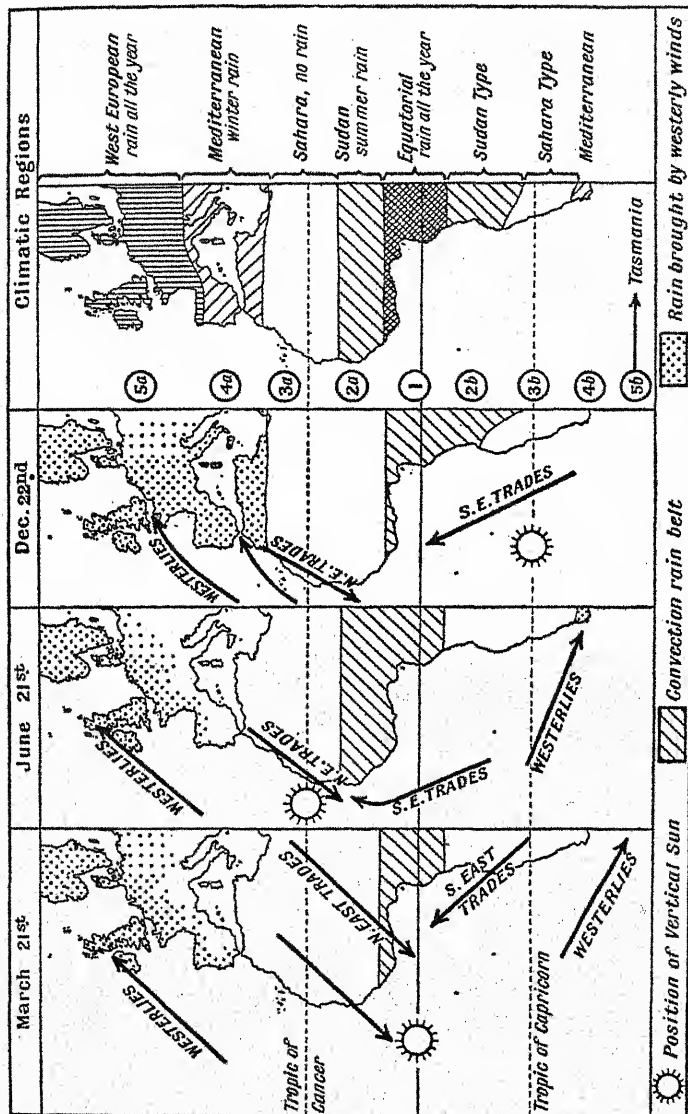 March 21st
June 21st
Dec. 22nd
Climatic Regions
WESTERLIES
N. EAST TRADES
S. EAST
TRADES
WESTERLIES
Tropic of
Cancer
Tropic of Capricorn
WESTERLIES
N.E. TRADES
S.E. TRADES
WESTERLIES
WESTERLIES
N.E. TRADES
S.E. TRADES
5a
4a
3a
2a
1
2b
3b
4b
5b
Tasmania
West European
rain all the year
Mediterranean
winter rain
Sahara, no rain
Sudan
summer rain
Equatorial
rain all the year
Sudan Type
Sahara Type
Mediterranean
Position of Vertical Sun
Convection rain belt
Rain brought by westerly winds